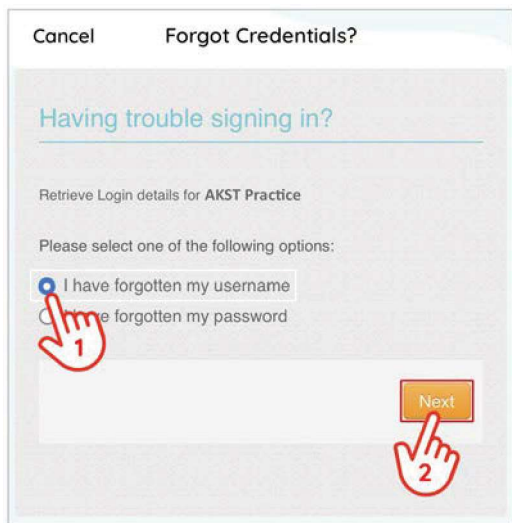 Cancel Forgot Credentials?
Having trouble signing in?
Retrieve Login details for AKST Practice
Please select one of the following options:
I have forgotten my username
forgotten my password
1
Next
2